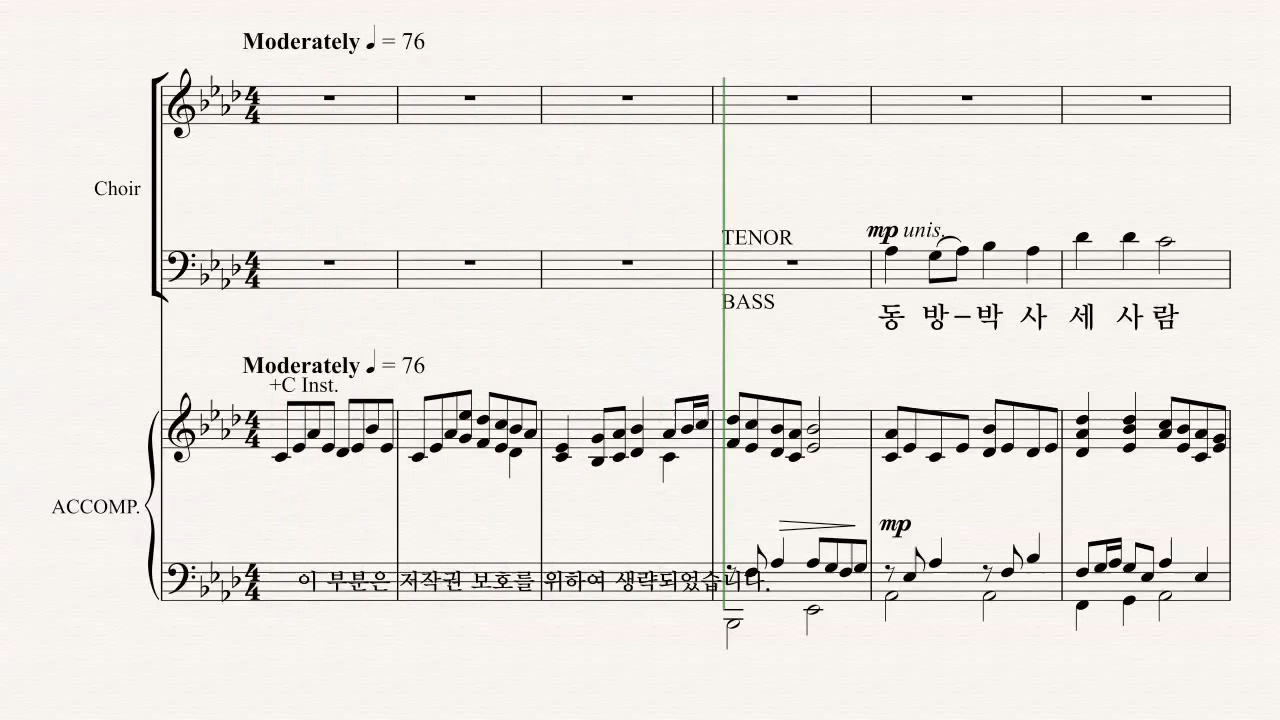 Moderately ♩ = 76
Choir
TENOR
mp unis.
BASS
동 방 – 박 사 세 사 람
Moderately ♩ = 76
+C Inst.
ACCOMP.
mp
이 부분은 저작권 보호를 위하여 생략되었습니다.